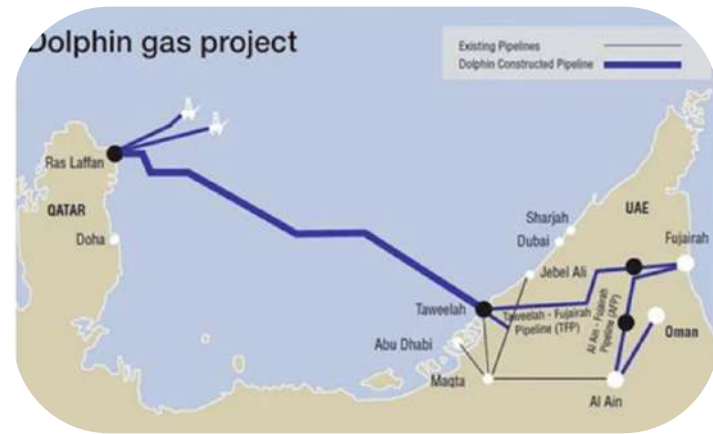 Dolphin gas project
Existing Pipelines
Dolphin Constructed Pipeline
Ras Laffan
QATAR
Doha
Sharjah
Dubai
UAE
Fujairah
Jebel Ali
Taweelah
Taweelah - Fujairah
Pipeline (TFP)
Al Ain - Fujairah
Pipeline (AFP)
Oman
Abu Dhabi
Maqta
Al Ain